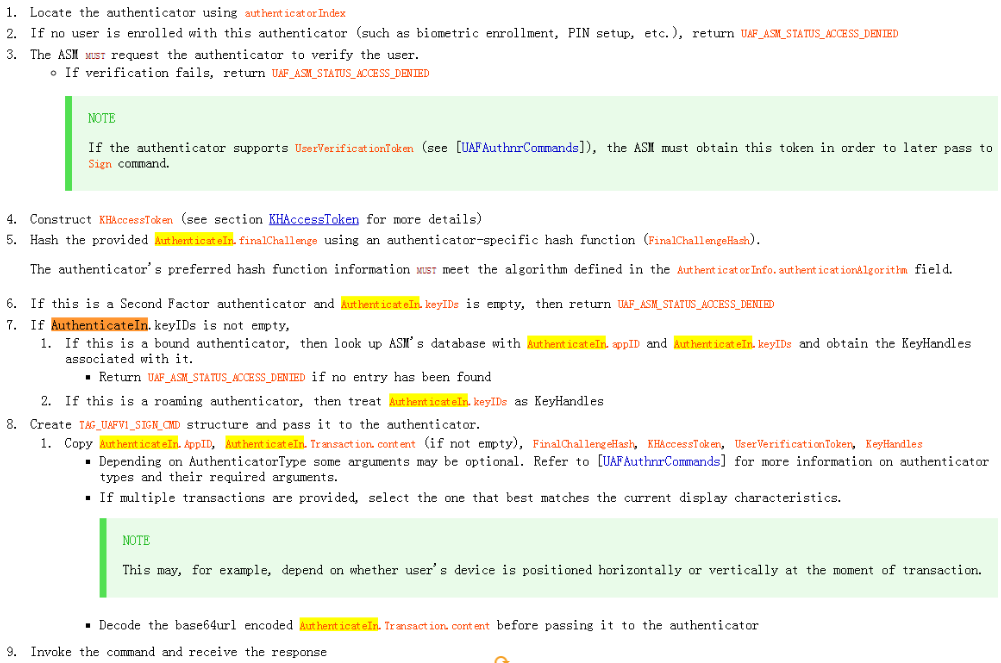 1. Locate the authenticator using authenticatorIndex
2. If no user is enrolled with this authenticator (such as biometric enrollment, PIN setup, etc.), return UAF_ASM_STATUS_ACCESS_DENIED
3. The ASM MUST request the authenticator to verify the user.
If verification fails, return UAF_ASM_STATUS_ACCESS_DENIED
NOTE
If the authenticator supports UserVerificationToken (see [UAFAuthnrCommands]), the ASM must obtain this token in order to later pass to
Sign command.
4. Construct KHAccessToken (see section KHAccessToken for more details)
5. Hash the provided AuthenticateIn.finalChallenge using an authenticator-specific hash function (FinalChallengeHash).
The authenticator's preferred hash function information MUST meet the algorithm defined in the AuthenticatorInfo.authenticationAlgorithm field.
6. If this is a Second Factor authenticator and AuthenticateIn.keyIDs is empty, then return UAF_ASM_STATUS_ACCESS_DENIED
7. If AuthenticateIn.keyIDs is not empty,
1. If this is a bound authenticator, then look up ASM's database with AuthenticateIn.appID and AuthenticateIn.keyIDs and obtain the KeyHandles
associated with it.
Return UAF_ASM_STATUS_ACCESS_DENIED if no entry has been found
2. If this is a roaming authenticator, then treat AuthenticateIn.keyIDs as KeyHandles
8. Create TAG_UAFV1_SIGN_CMD structure and pass it to the authenticator.
1. Copy AuthenticateIn.AppID, AuthenticateIn.Transaction.content (if not empty), FinalChallengeHash, KHAccessToken, UserVerificationToken, KeyHandles
Depending on AuthenticatorType some arguments may be optional. Refer to [UAFAuthnrCommands] for more information on authenticator
types and their required arguments.
If multiple transactions are provided, select the one that best matches the current display characteristics.
NOTE
This may, for example, depend on whether user's device is positioned horizontally or vertically at the moment of transaction.
Decode the base64url encoded AuthenticateIn.Transaction.content before passing it to the authenticator
9. Invoke the command and receive the response